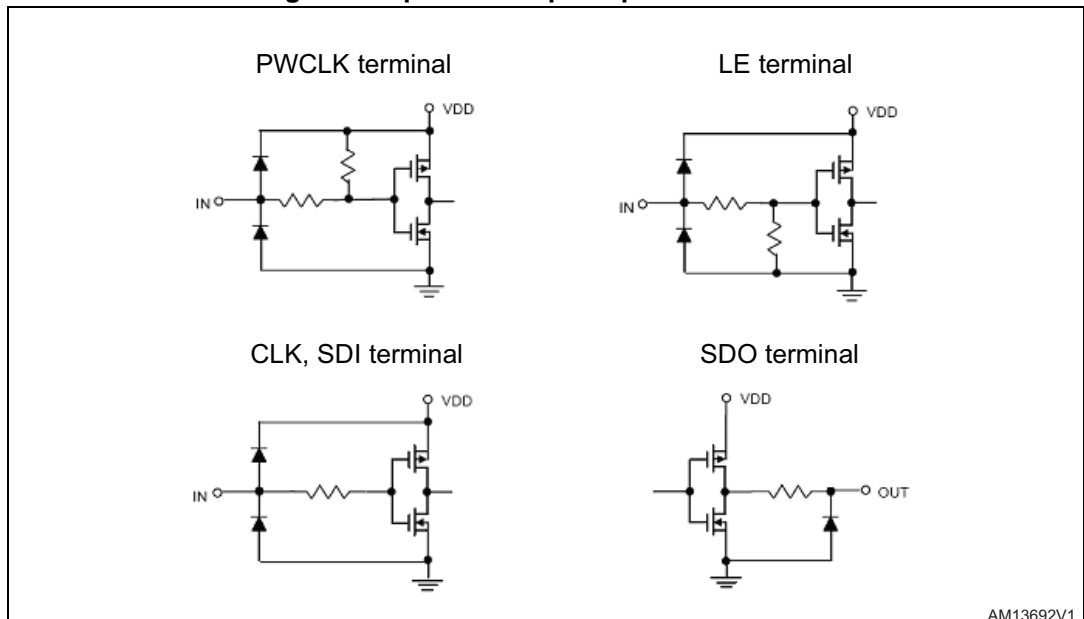 PWCLK terminal
LE terminal
VDD
VDD
IN
IN
CLK, SDI terminal
SDO terminal
VDD
VDD
IN
OUT
AM13692V1